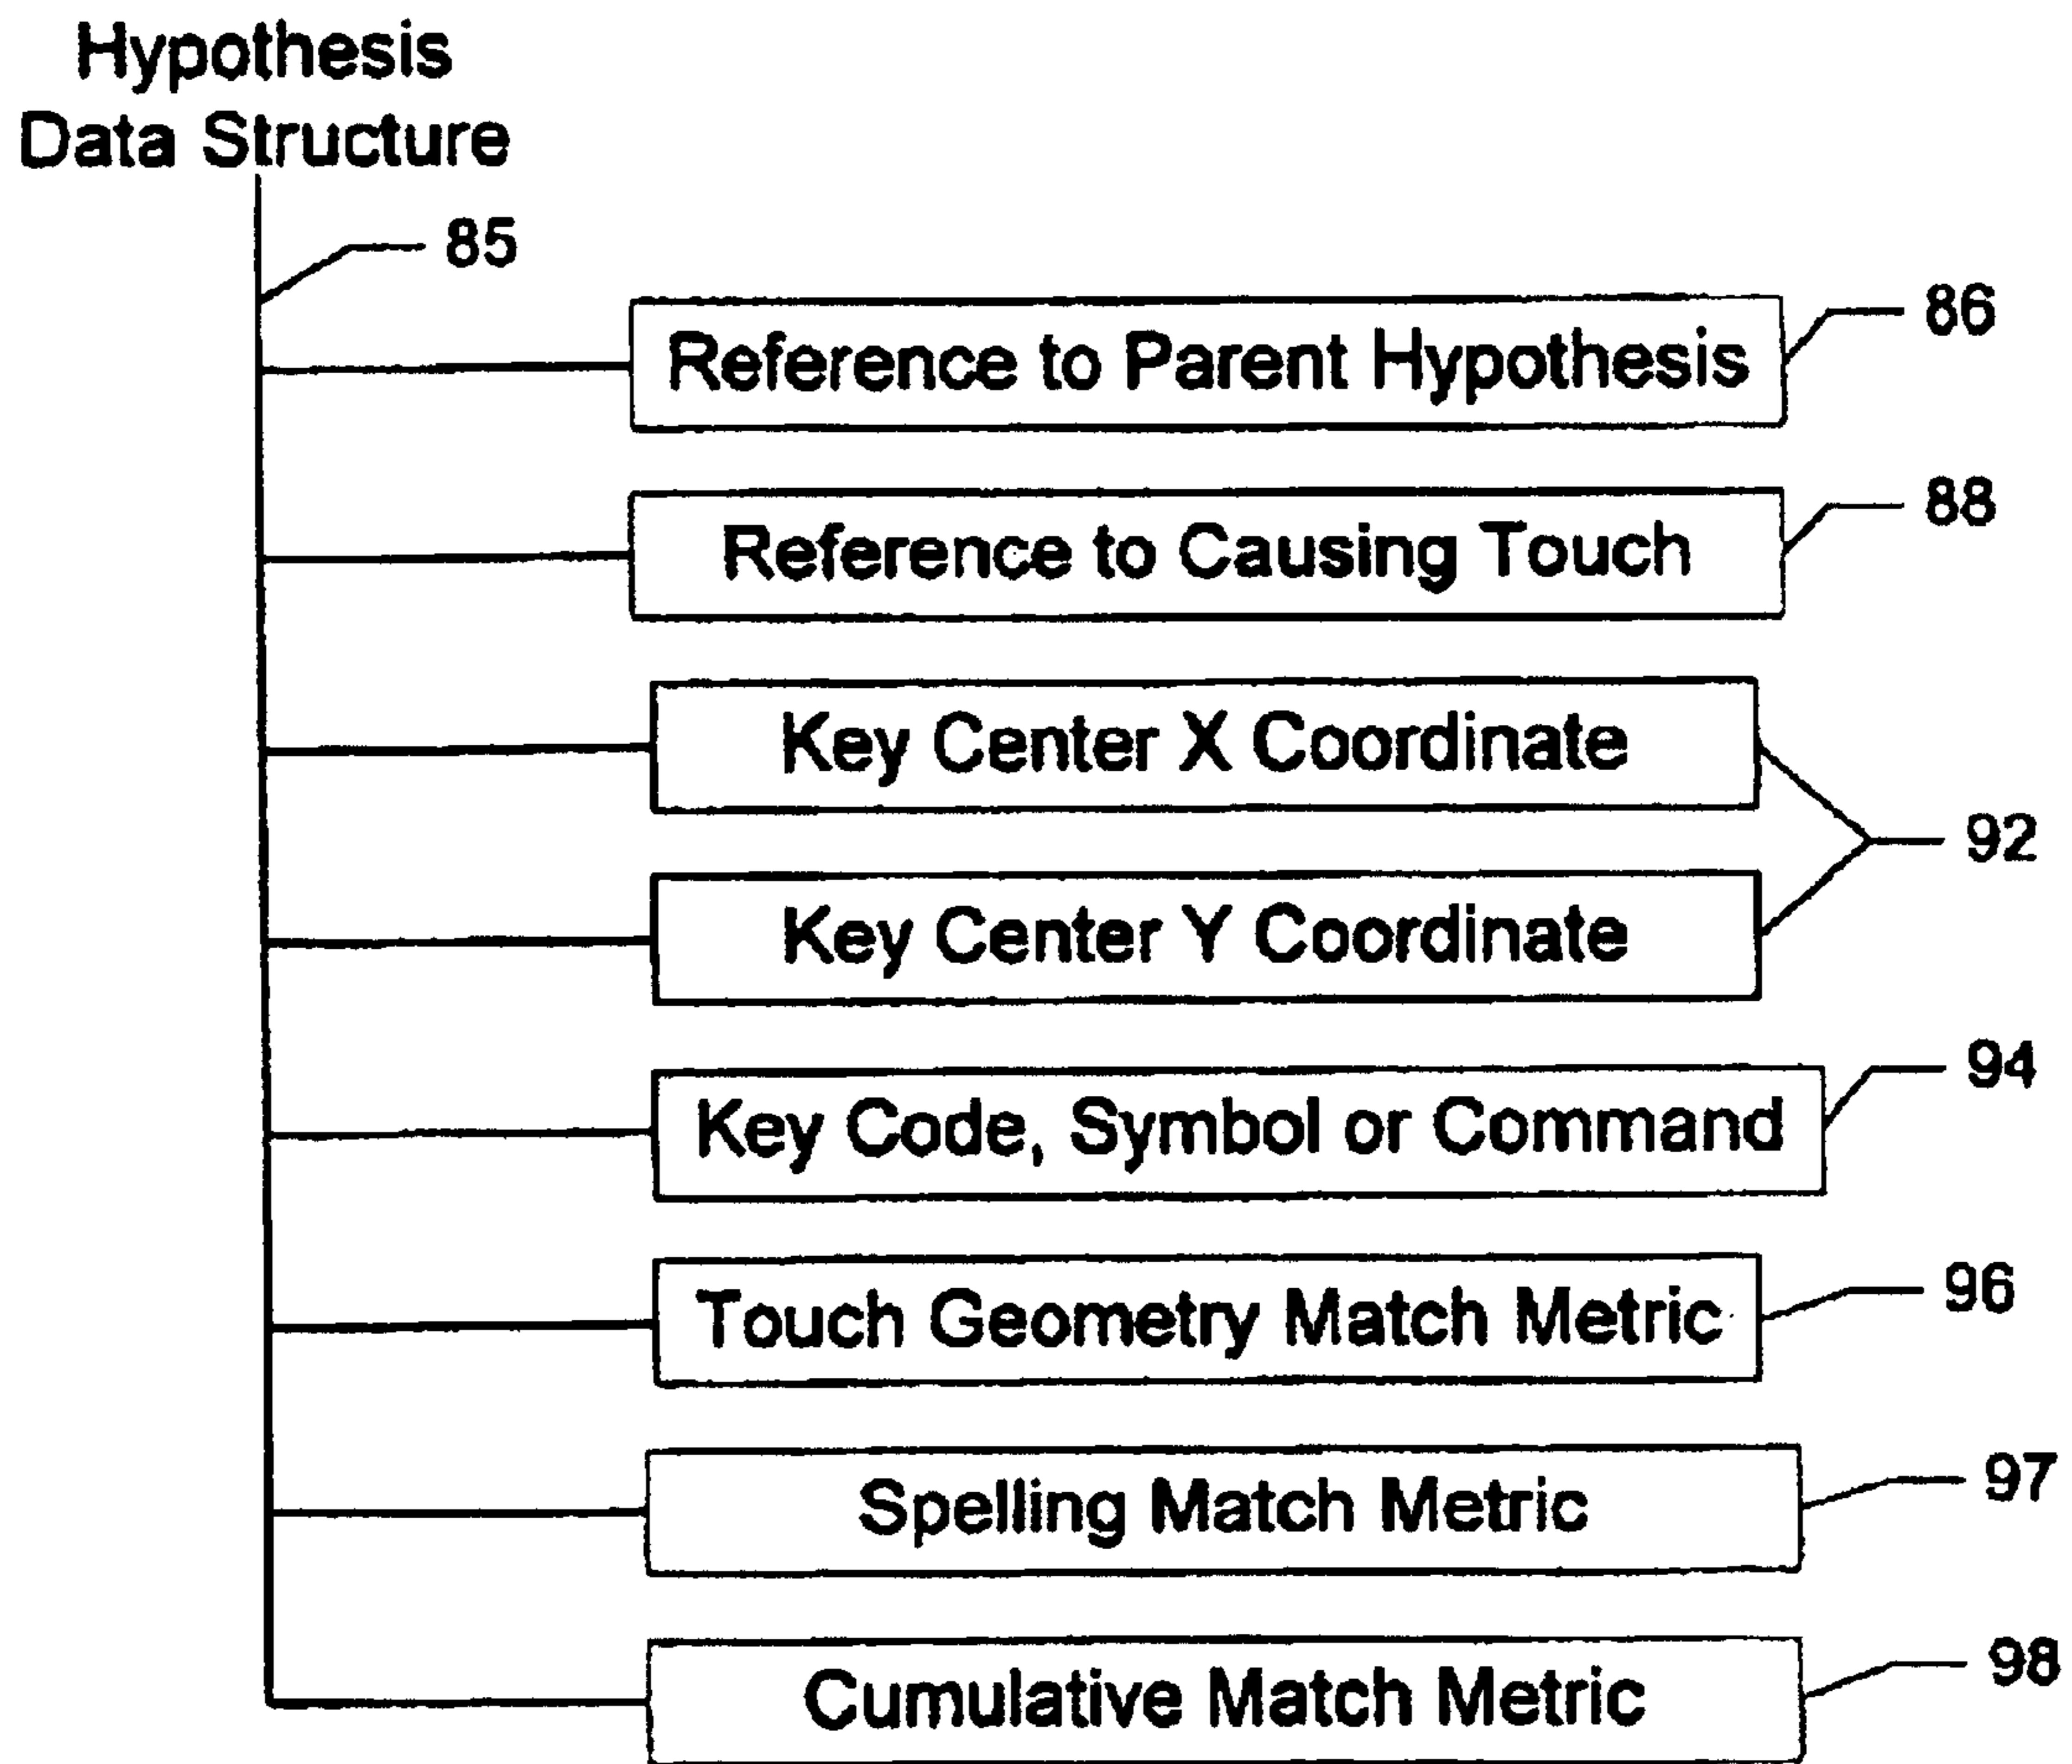 Hypothesis
Data Structure
85
Reference to Parent Hypothesis
86
Reference to Causing Touch
88
Key Center X Coordinate
92
Key Center Y Coordinate
Key Code, Symbol or Command
94
Touch Geometry Match Metric
96
Spelling Match Metric
97
Cumulative Match Metric
98